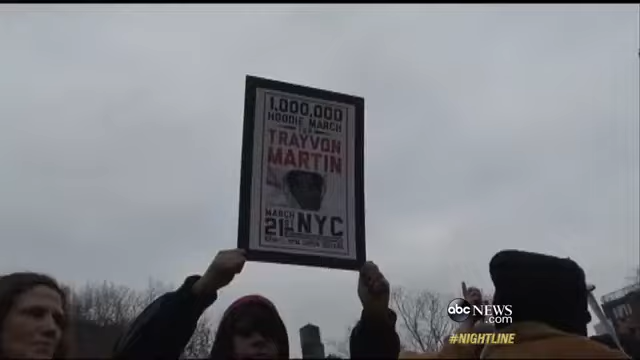 1,000,000
HOODIE MARCH
FOR
TRAYVON
MARTIN
MARCH
21ST
NYC
abc NEWS
.com
#NIGHTLINE